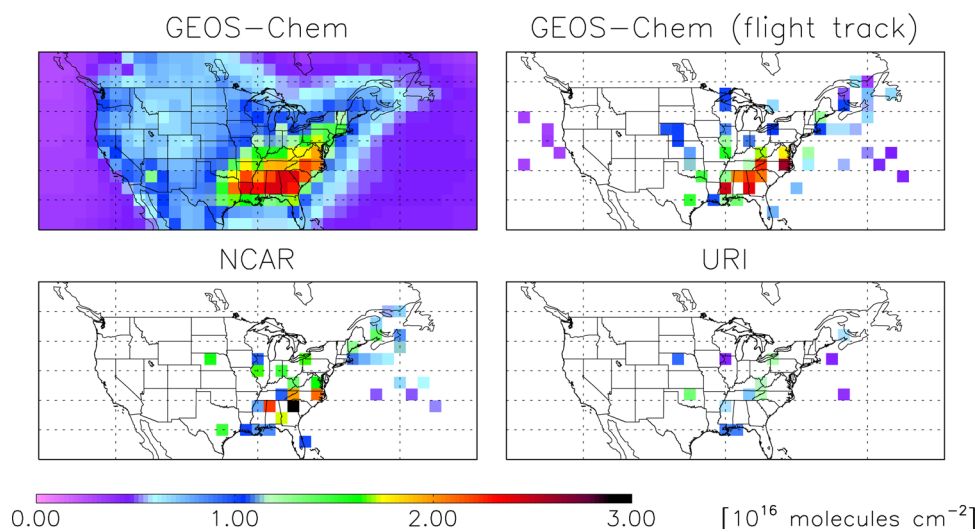 GEOS-Chem
GEOS-Chem (flight track)
NCAR
URI
0.00 1.00 2.00 3.00 [10^16 molecules cm^-2]